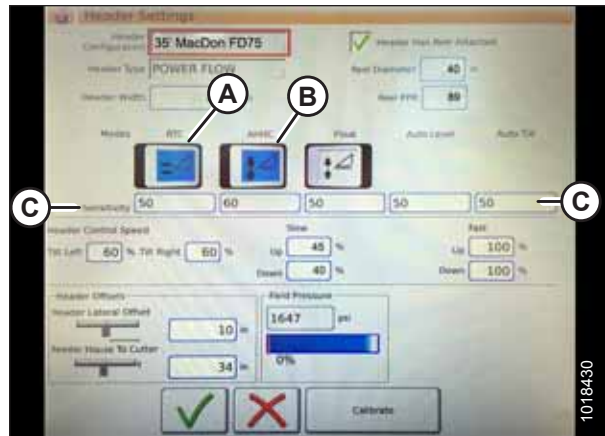 Header Settings
Header Configuration 35' MacDon FD75 Header Has Reel Attached
Header Type POWER FLOW Reel Diameter 40 in
Header Width Reel PPR 89
A B
Modes RTC AHHC Float Auto Level Auto Tilt
C Sensitivity 50 60 50 50 50 C
Header Control Speed Slow Fast
Tilt Left 60 % Tilt Right 60 % Up 45 % Up 100 %
Down 40 % Down 100 %
Header Offsets Field Pressure
Header Lateral Offset 1647 psi
10 in
Feeder House To Cutter 0%
34 in
Calibrate
1018430